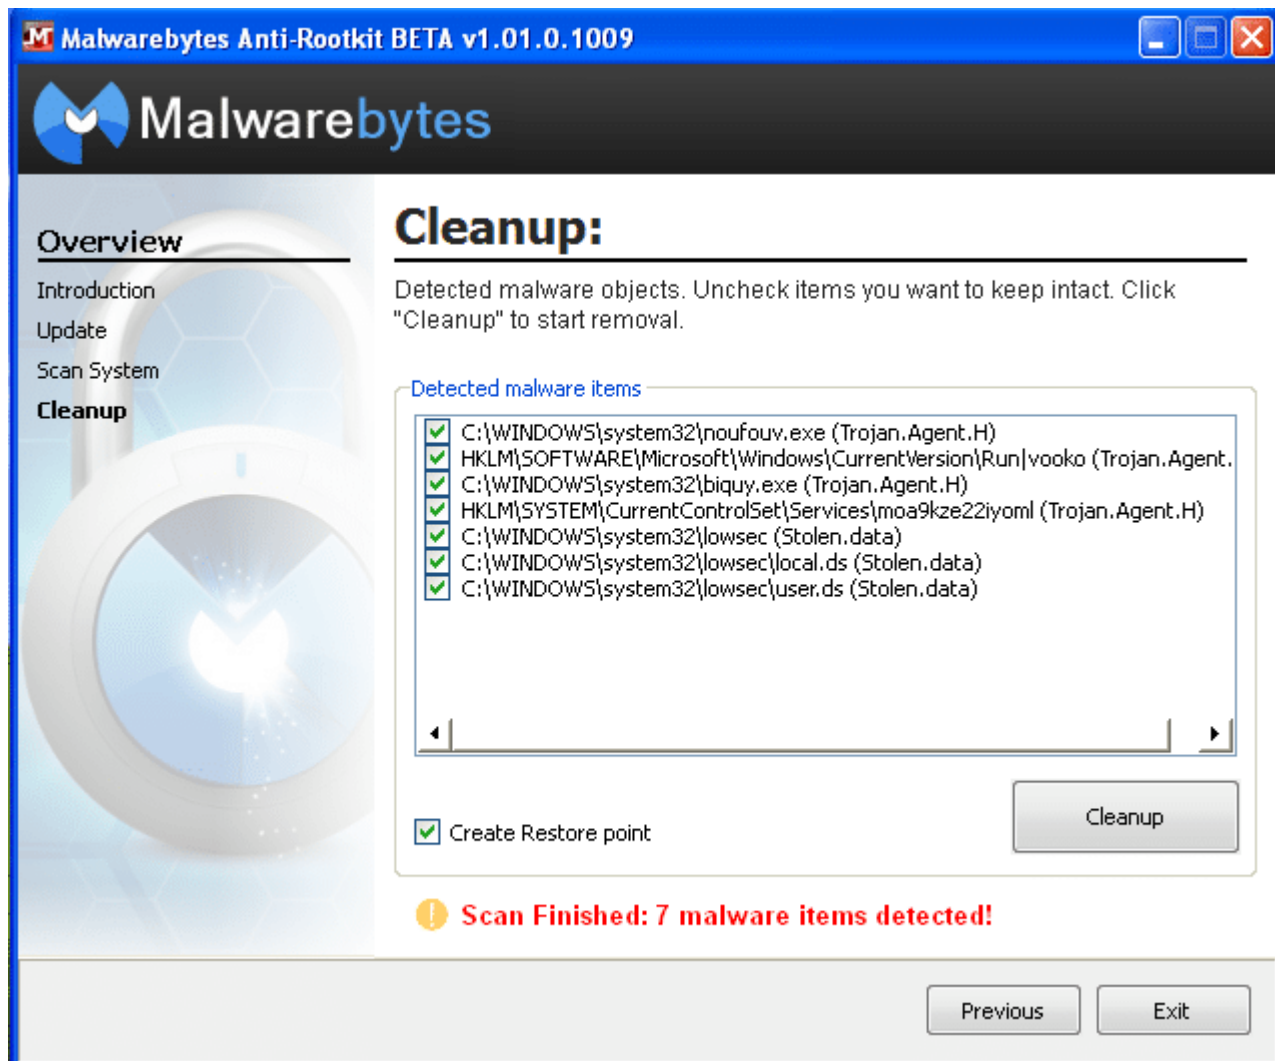 Malwarebytes Anti-Rootkit BETA v1.01.0.1009
Malwarebytes
Overview
Introduction
Update
Scan System
Cleanup
Cleanup:
Detected malware objects. Uncheck items you want to keep intact. Click
"Cleanup" to start removal.
Detected malware items
C:\WINDOWS\system32\noufouv.exe (Trojan.Agent.H)
HKLM\SOFTWARE\Microsoft\Windows\CurrentVersion\Run|vooko (Trojan.Agent.
C:\WINDOWS\system32\biquy.exe (Trojan.Agent.H)
HKLM\SYSTEM\CurrentControlSet\Services\moa9kze22iyoml (Trojan.Agent.H)
C:\WINDOWS\system32\lowsec (Stolen.data)
C:\WINDOWS\system32\lowsec\local.ds (Stolen.data)
C:\WINDOWS\system32\lowsec\user.ds (Stolen.data)
Create Restore point
Cleanup
Scan Finished: 7 malware items detected!
Previous
Exit